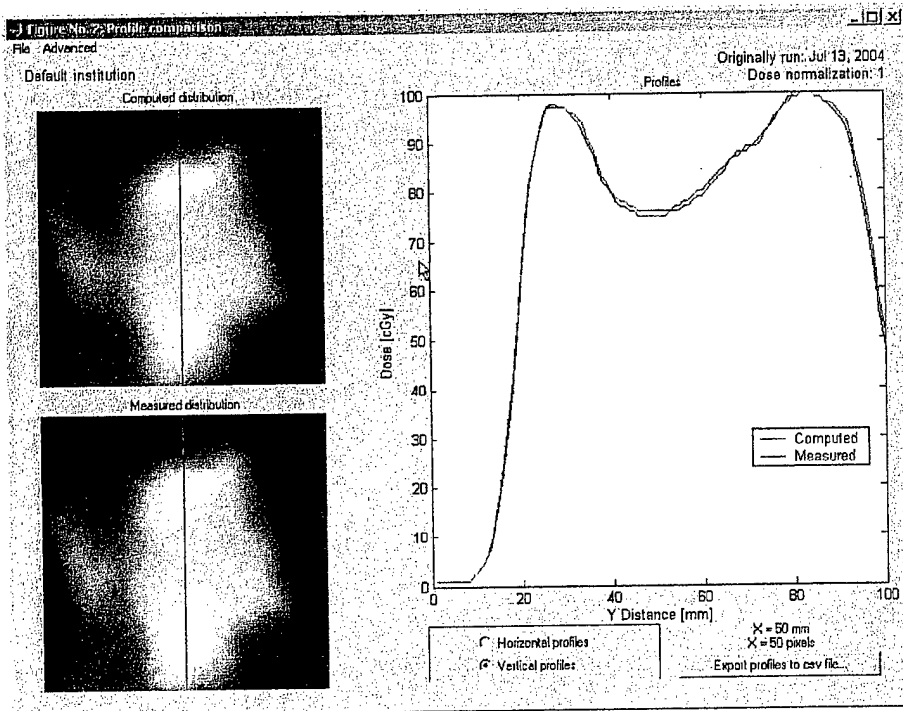 Figure No. 2: Profile comparison
File Advanced
Default institution
Originally run: Jul 13, 2004
Dose normalization: 1
Computed distribution
Measured distribution
Profiles
100
90
80
70
60
50
40
30
20
10
0
Dose [cGy]
0 20 40 60 80 100
Y Distance [mm]
Computed
Measured
Horizontal profiles
Vertical profiles
X = 50 mm
X = 50 pixels
Export profiles to csv file...